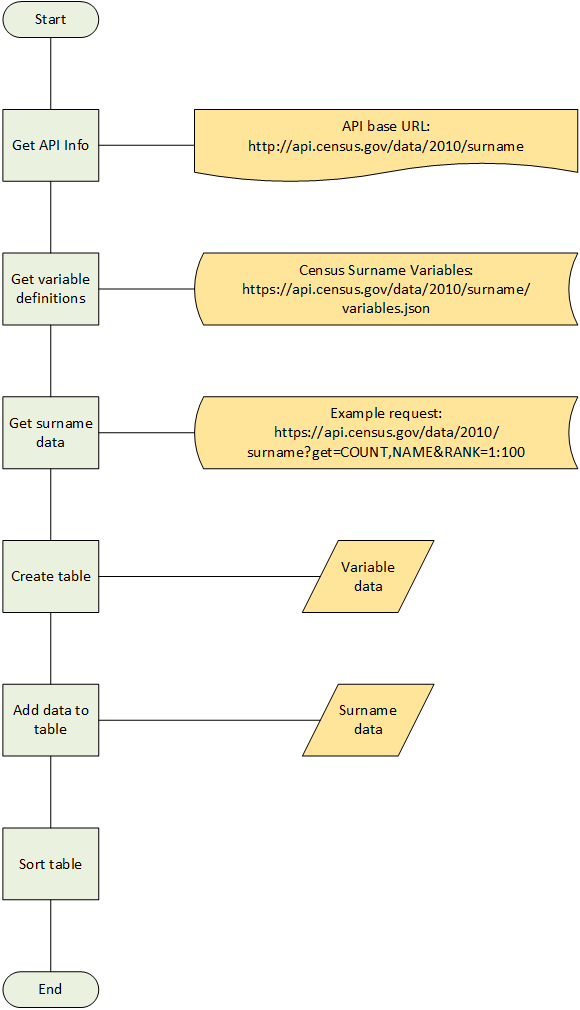 Start
Get API Info
API base URL:
http://api.census.gov/data/2010/surname
Get variable
definitions
Census Surname Variables:
https://api.census.gov/data/2010/surname/
variables.json
Get surname
data
Example request:
https://api.census.gov/data/2010/
surname?get=COUNT,NAME&RANK=1:100
Create table
Variable
data
Add data to
table
Surname
data
Sort table
End